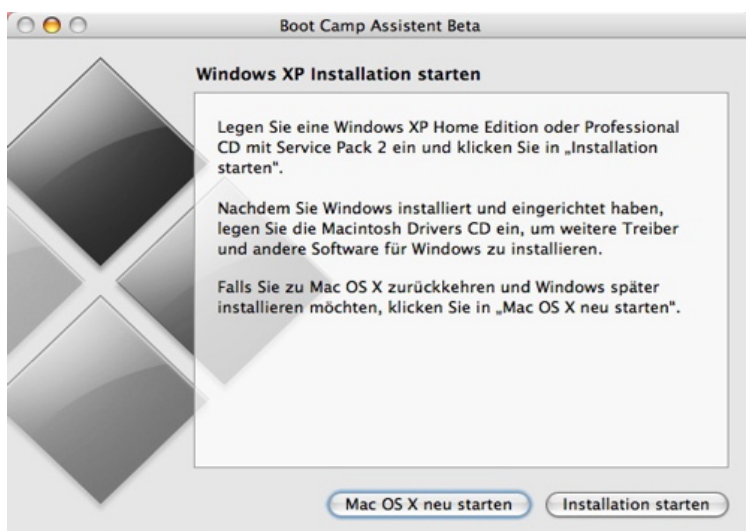 Boot Camp Assistent Beta
Windows XP Installation starten
Legen Sie eine Windows XP Home Edition oder Professional
CD mit Service Pack 2 ein und klicken Sie in „Installation
starten".
Nachdem Sie Windows installiert und eingerichtet haben,
legen Sie die Macintosh Drivers CD ein, um weitere Treiber
und andere Software für Windows zu installieren.
Falls Sie zu Mac OS X zurückkehren und Windows später
installieren möchten, klicken Sie in „Mac OS X neu starten".
Mac OS X neu starten
Installation starten